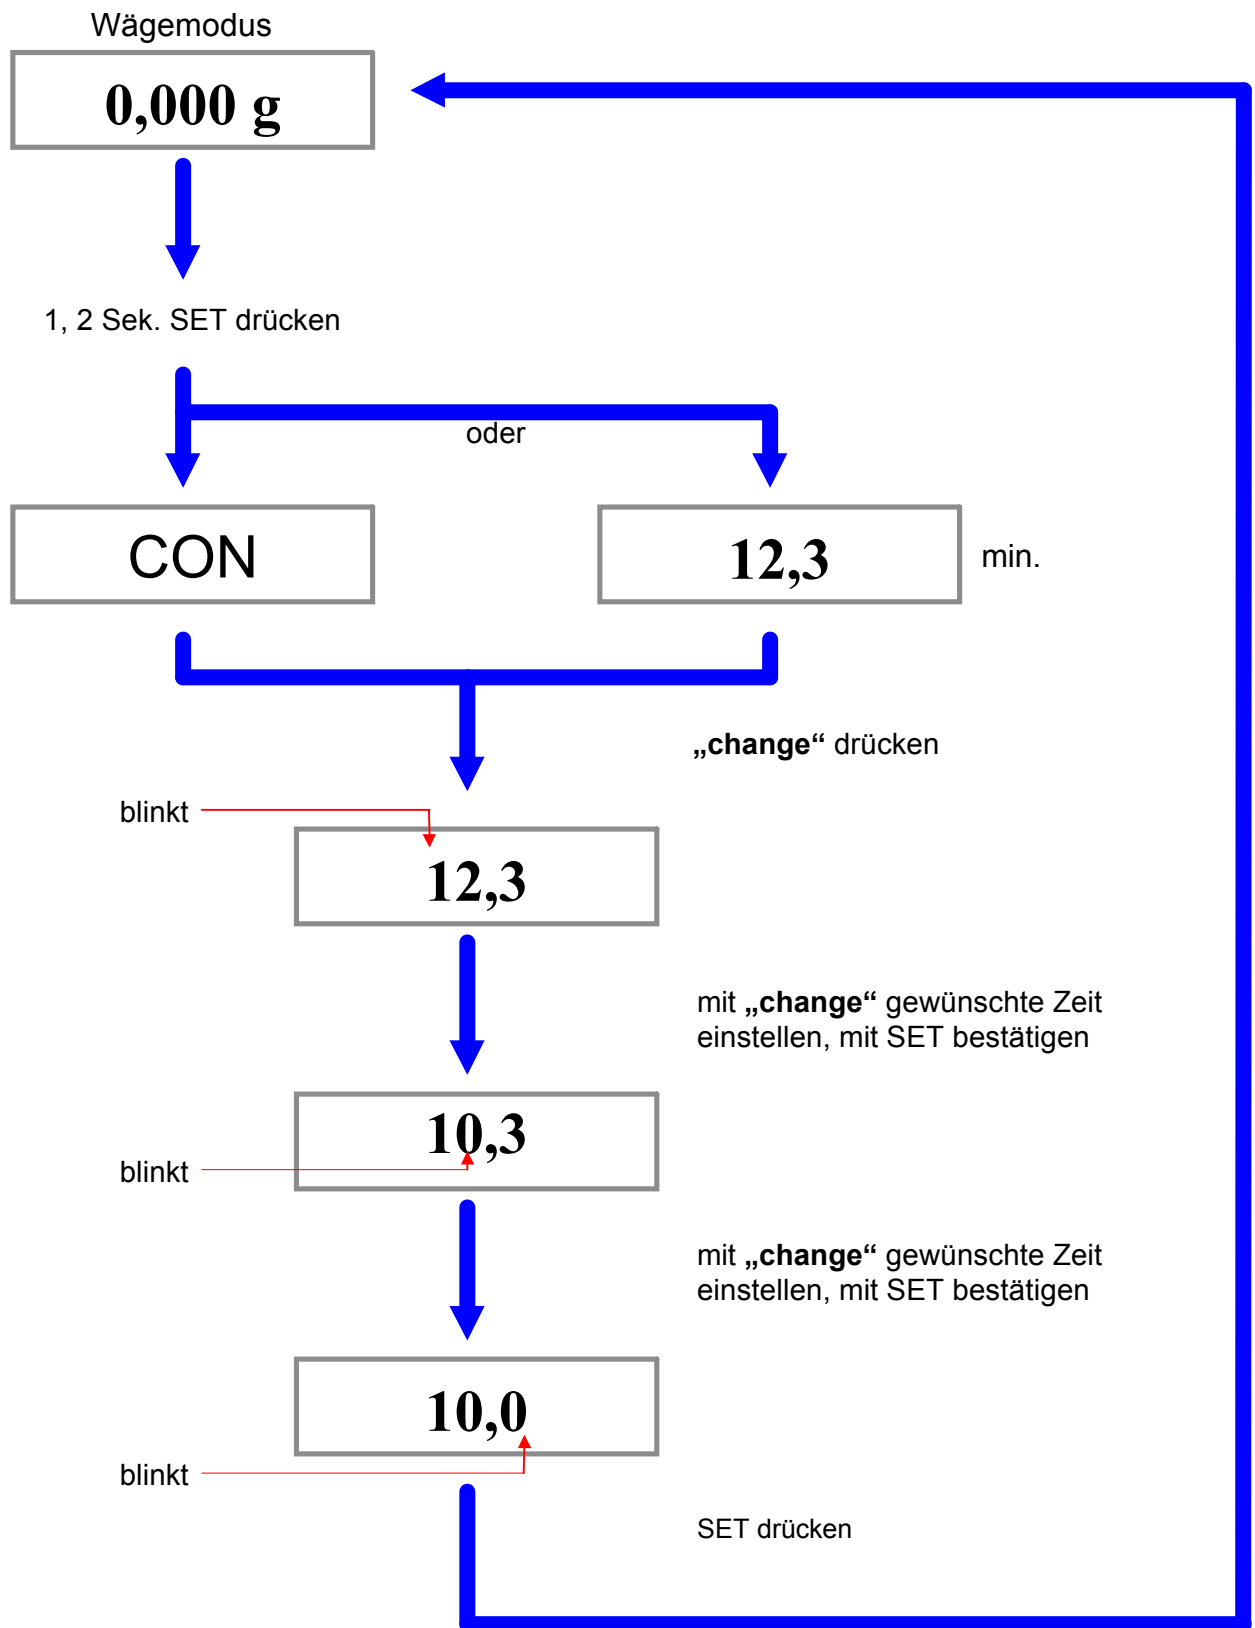 Wägemodus
0,000 g
1, 2 Sek. SET drücken
oder
CON
12,3
min.
„change“ drücken
blinkt
12,3
mit „change“ gewünschte Zeit
einstellen, mit SET bestätigen
10,3
blinkt
mit „change“ gewünschte Zeit
einstellen, mit SET bestätigen
10,0
blinkt
SET drücken